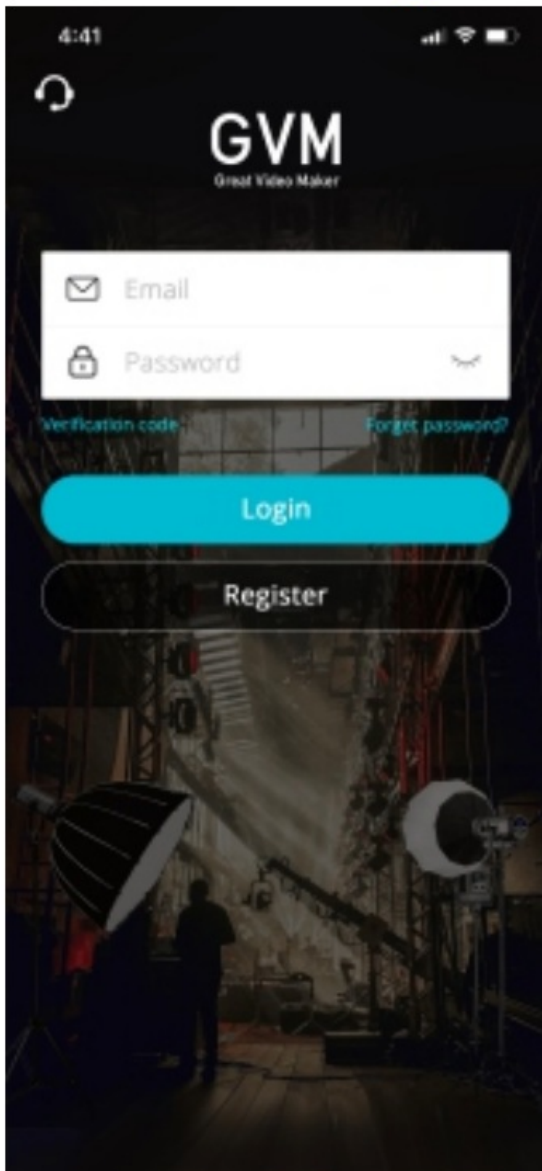 4:41
GVM
Great Video Maker
Email
Password
Verification code Forget password?
Login
Register